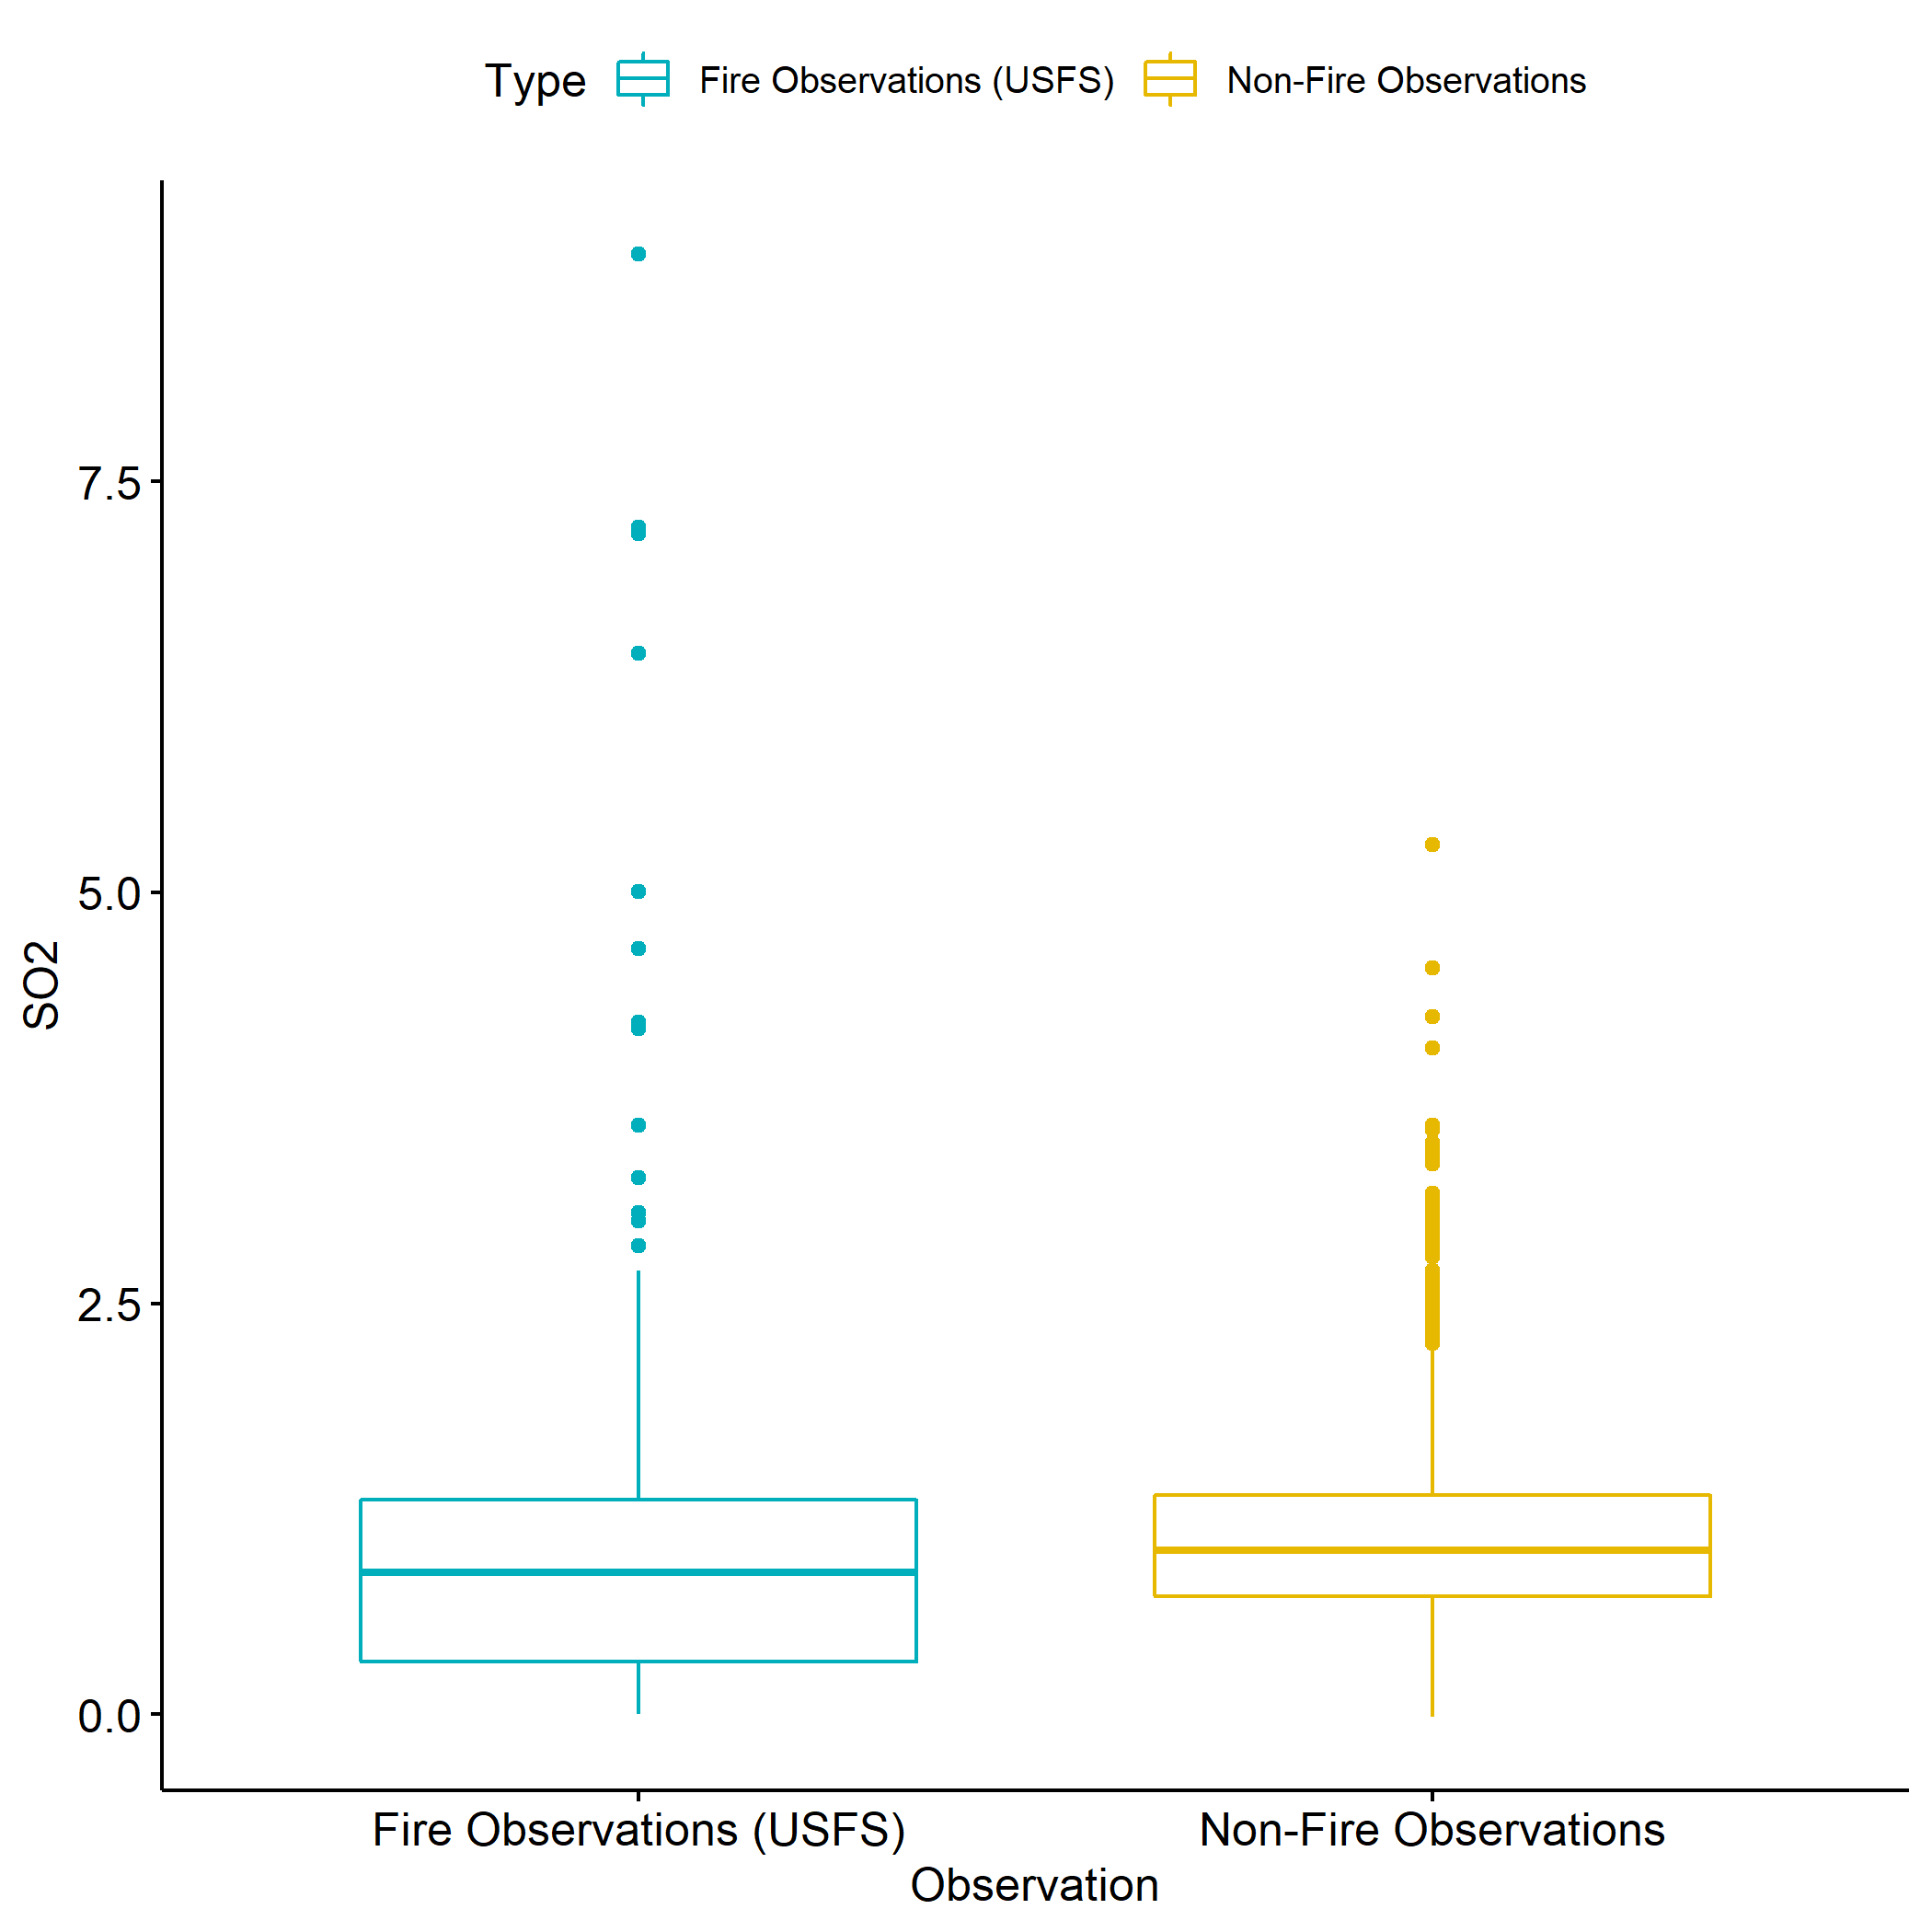 Type Fire Observations (USFS) Non-Fire Observations
7.5
5.0
2.5
0.0
SO2
Fire Observations (USFS) Non-Fire Observations
Observation